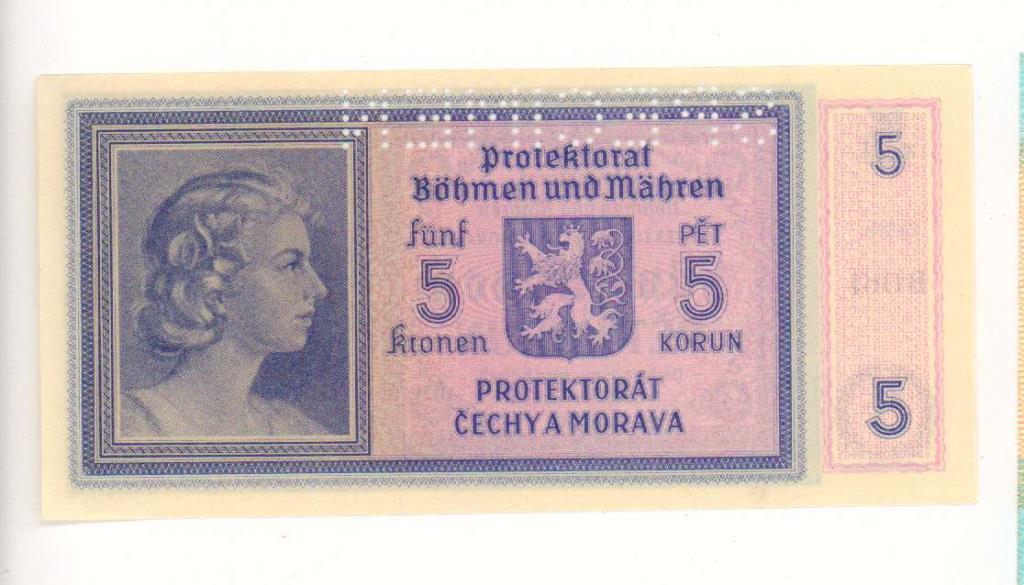 Protektorat
Böhmen und Mähren
fünf PĚT
5 5
Kronen KORUN
PROTEKTORÁT
ČECHY A MORAVA
5
5